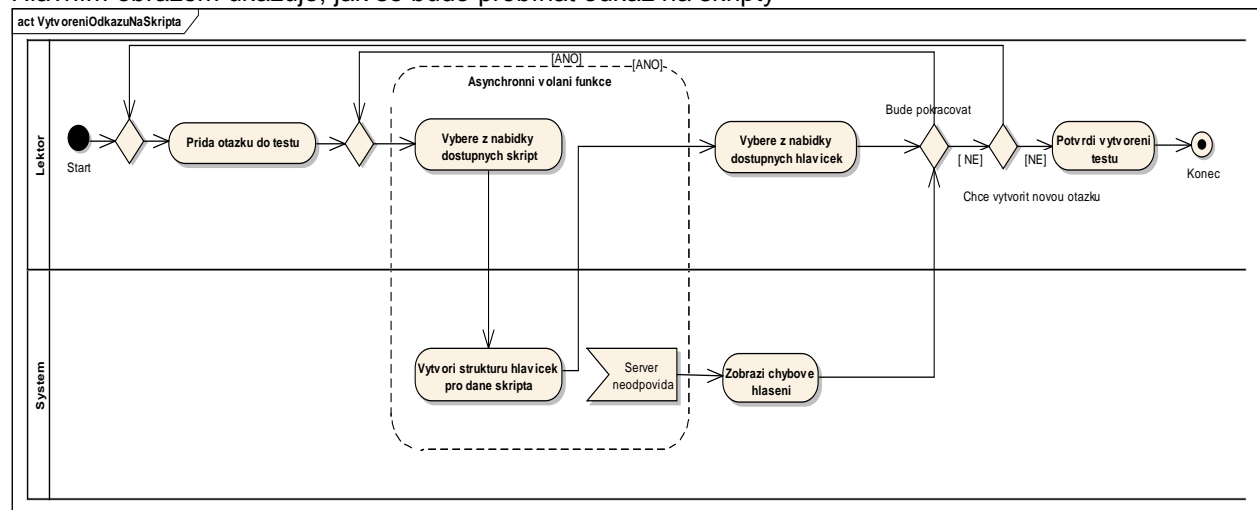 act VytvoreniOdkazuNaSkripta
[ANO]
[ANO]
Asynchronni volani funkce
Bude pokracovat
Lektor
Start
Prida otazku do testu
Vybere z nabidky
dostupnych skript
Vybere z nabidky
dostupnych hlavicek
[ NE]
[NE]
Potvrdi vytvoreni
testu
Konec
Chce vytvorit novou otazku
System
Vytvori strukturu hlavicek
pro dane skripta
Server
neodpovida
Zobrazi chybove
hlaseni